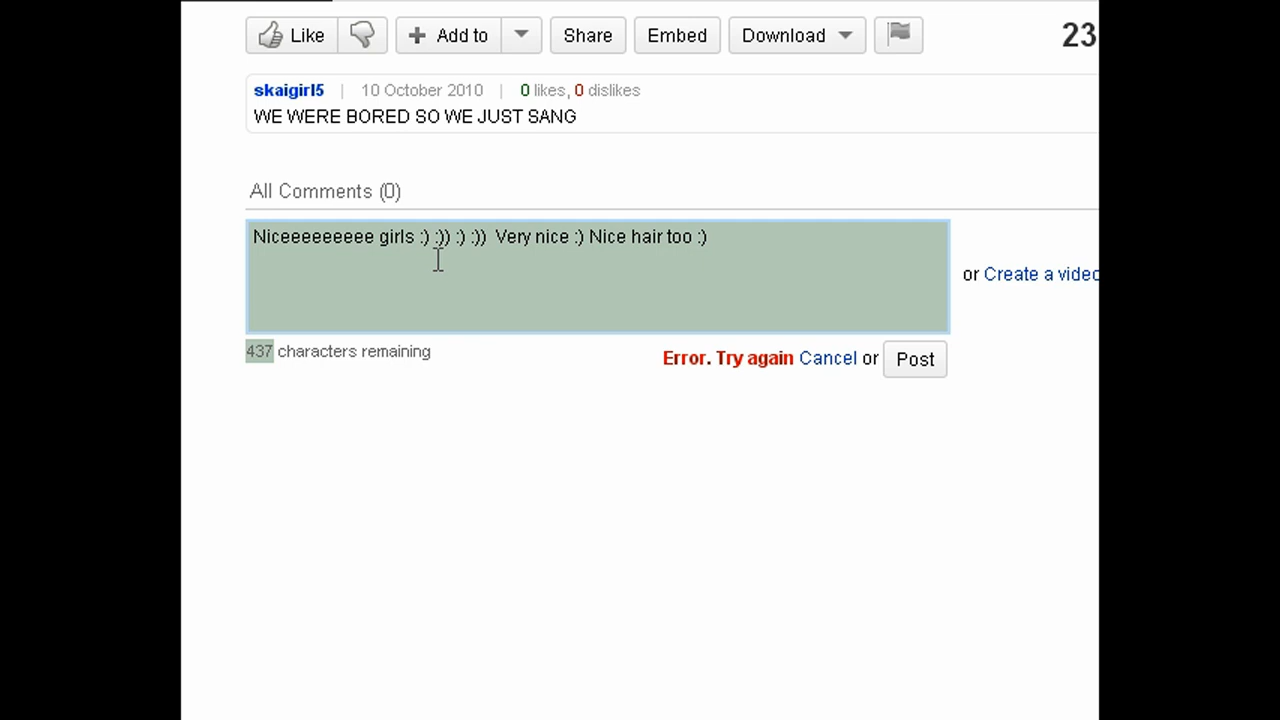 Like Add to Share Embed Download 23
skaigirl5 | 10 October 2010 | 0 likes, 0 dislikes
WE WERE BORED SO WE JUST SANG
All Comments (0)
Niceeeeeeeee girls :) :)) :) :)) Very nice :) Nice hair too :)
or Create a video
437 characters remaining Error. Try again Cancel or Post